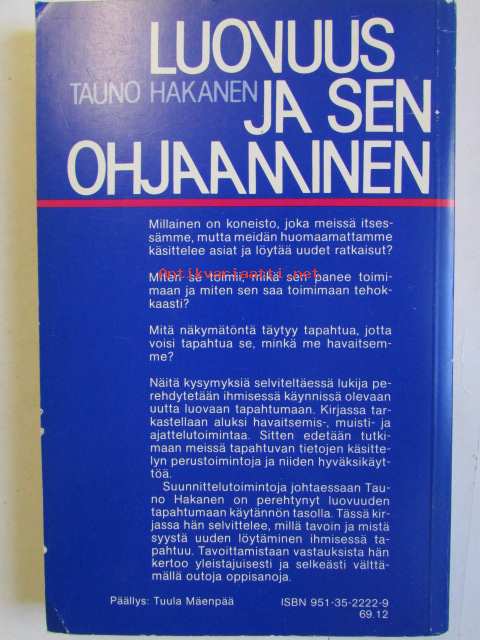 LUOVUUS
TAUNO HAKANEN
JA SEN
OHJAAMINEN
Millainen on koneisto, joka meissä itses-
sämme, mutta meidän huomaamattamme
käsittelee asiat ja löytää uudet ratkaisut?
Antikvariaatti.net
Miten se toimii, mikä sen panee toimi-
maan ja miten sen saa toimimaan tehok-
kaasti?
Mitä näkymätöntä täytyy tapahtua, jotta
voisi tapahtua se, minkä me havaitsem-
me?
Näitä kysymyksiä selviteltäessä lukija pe-
rehdytetään ihmisessä käynnissä olevaan
uutta luovaan tapahtumaan. Kirjassa tar-
kastellaan aluksi havaitsemis-, muisti- ja
ajattelutoimintaa. Sitten edetään tutki-
maan meissä tapahtuvan tietojen käsitte-
lyn perustoimintoja ja niiden hyväksikäyt-
töä.
Suunnittelutoimintoja johtaessaan Tau-
no Hakanen on perehtynyt luovuuden
tapahtumaan käytännön tasolla. Tässä kir-
jassa hän selvittelee, millä tavoin ja mistä
syystä uuden löytäminen ihmisessä ta-
pahtuu. Tavoittamistaan vastauksista hän
kertoo yleistajuisesti ja selkeästi välttä-
mällä outoja oppisanoja.
Päällys: Tuula Mäenpää ISBN 951-35-2222-9
69.12